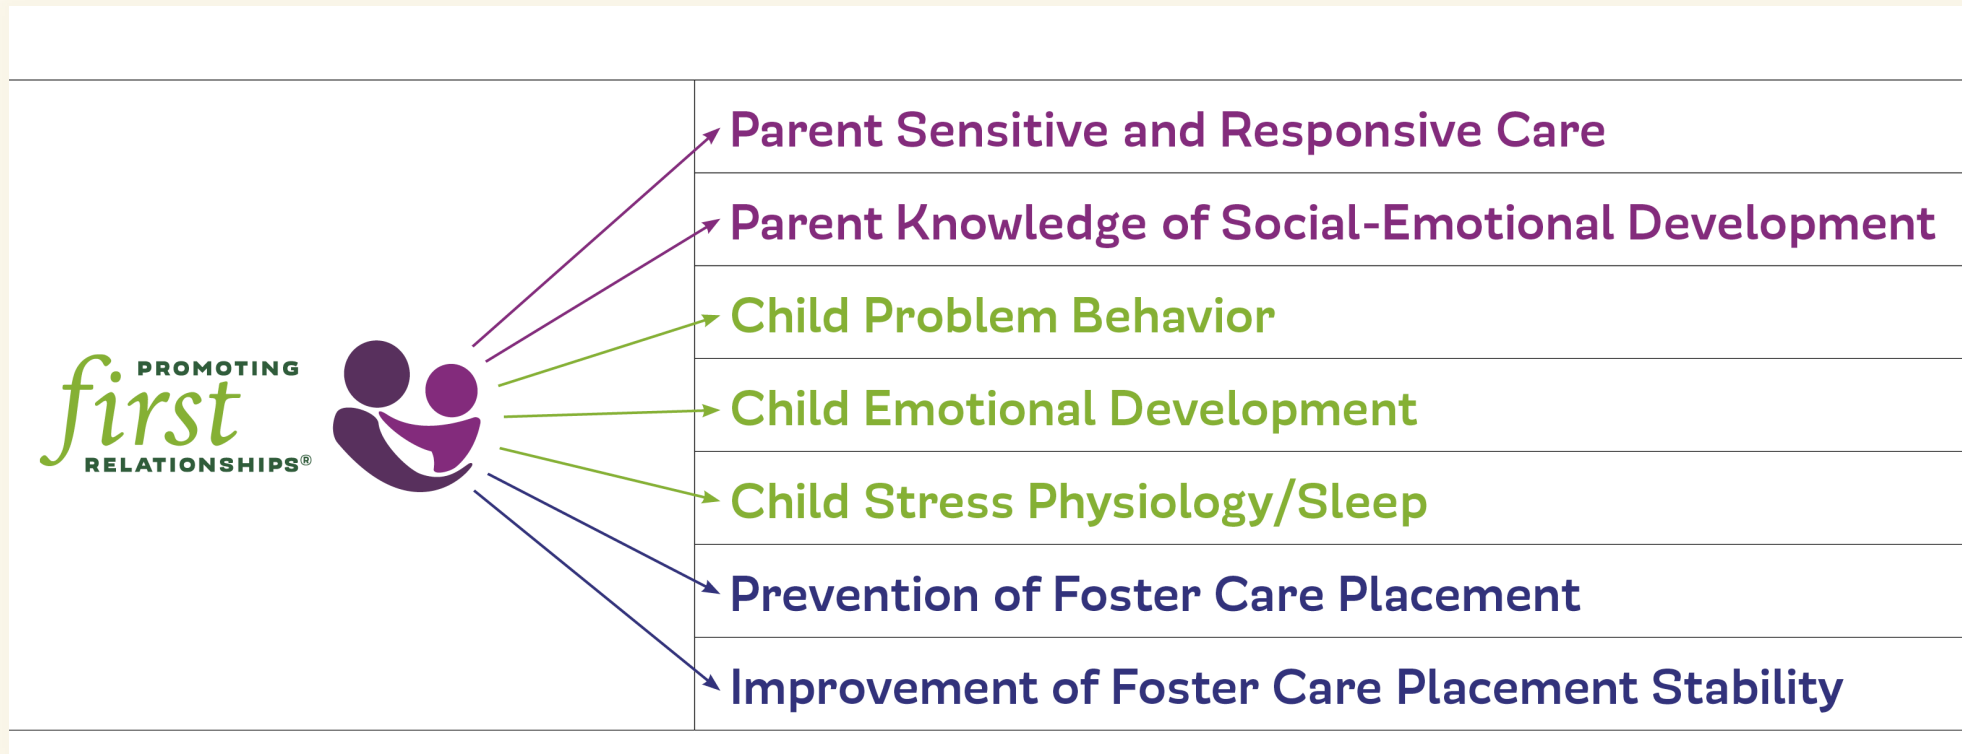 PROMOTING
first
RELATIONSHIPS®
Parent Sensitive and Responsive Care
Parent Knowledge of Social-Emotional Development
Child Problem Behavior
Child Emotional Development
Child Stress Physiology/Sleep
Prevention of Foster Care Placement
Improvement of Foster Care Placement Stability